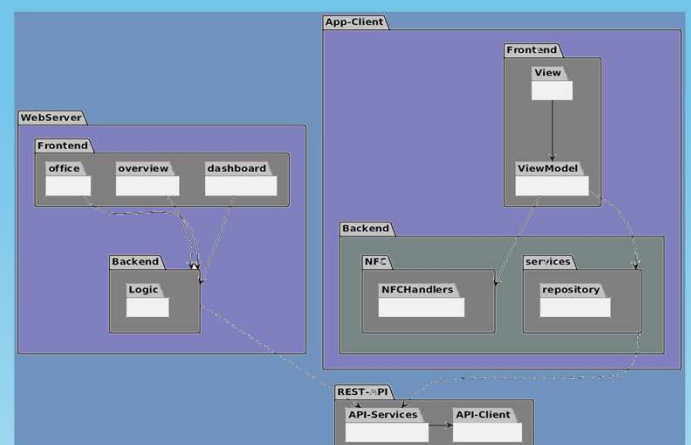 App-Client
Frontend
View
ViewModel
WebServer
Frontend
office
overview
dashboard
Backend
Logic
Backend
NFC
NFCHandlers
services
repository
REST-API
API-Services
API-Client